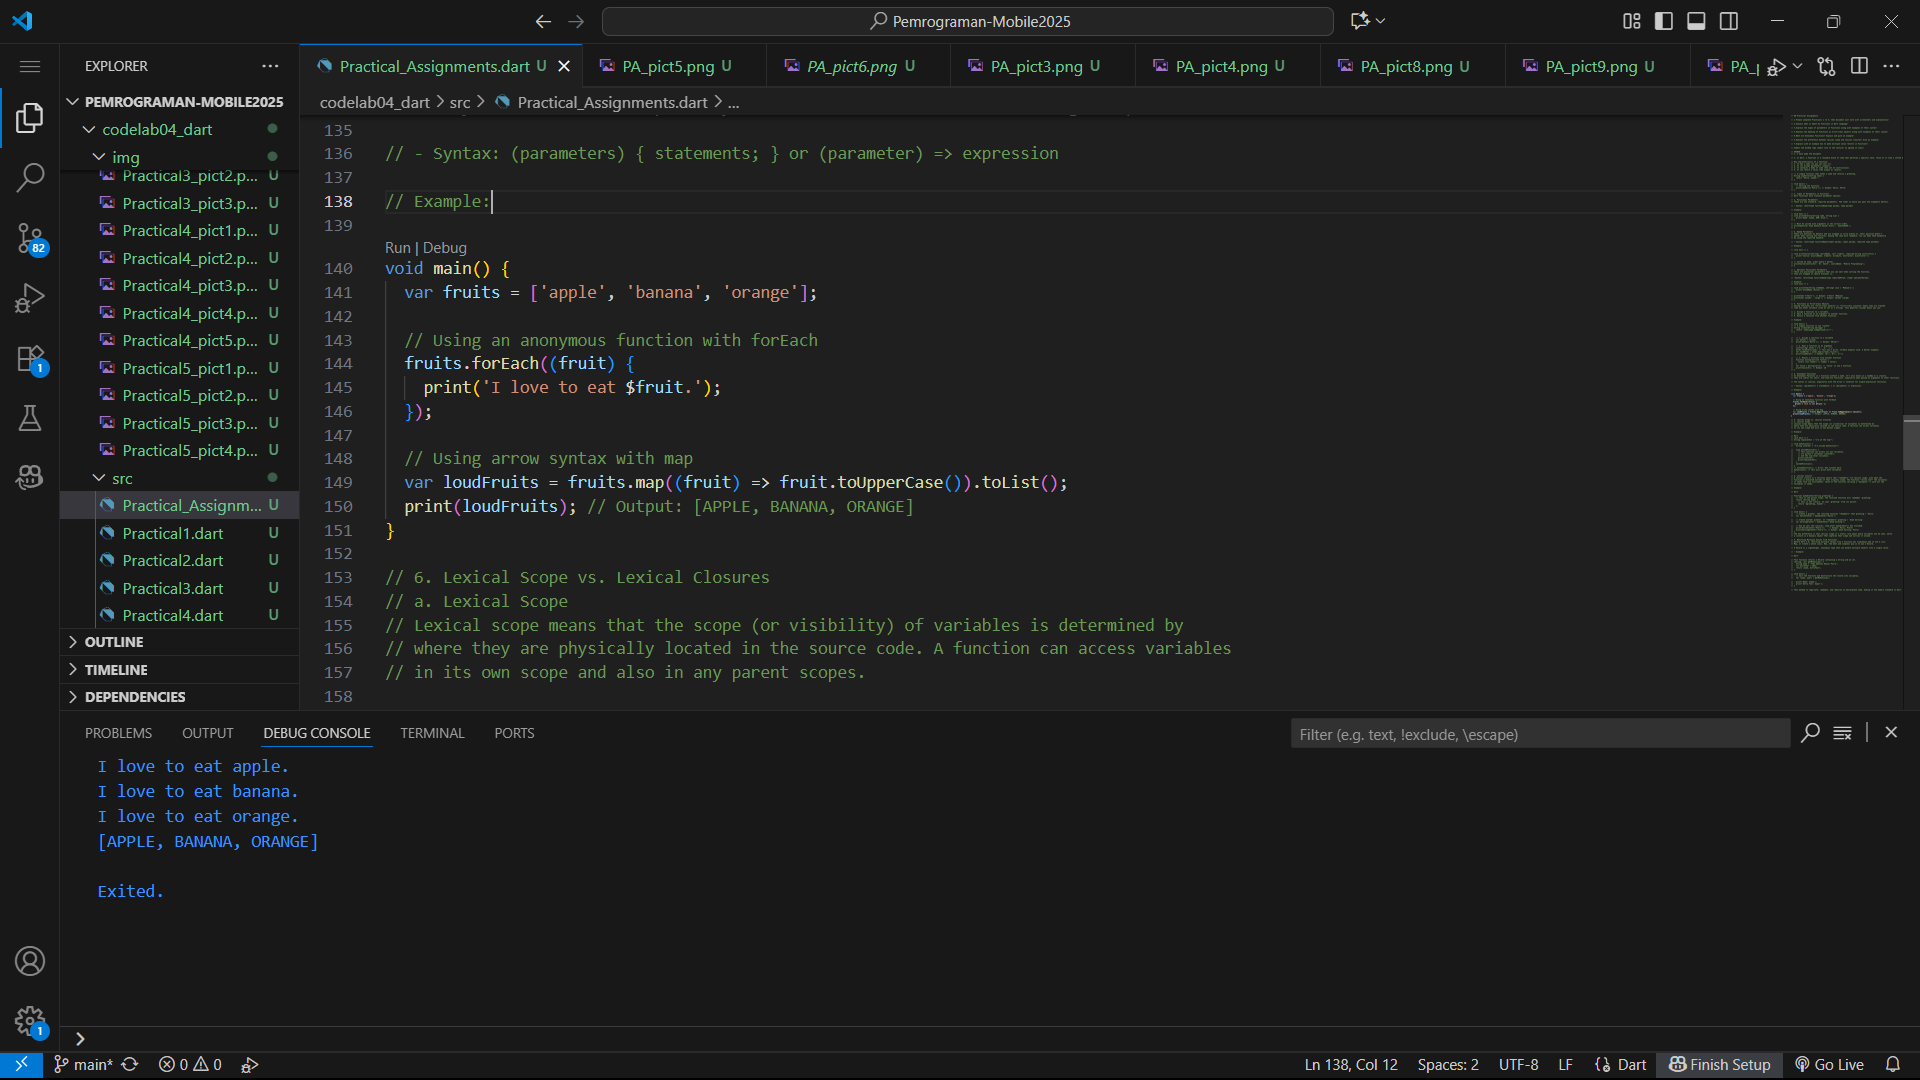 Pemrograman-Mobile2025
EXPLORER
PEMROGRAMAN-MOBILE2025
codelab04_dart
img
Practical3_pict2.p... U
Practical3_pict3.p... U
Practical4_pict1.p... U
Practical4_pict2.p... U
Practical4_pict3.p... U
Practical4_pict4.p... U
Practical4_pict5.p... U
Practical5_pict1.p... U
Practical5_pict2.p... U
Practical5_pict3.p... U
Practical5_pict4.p... U
src
Practical_Assignm... U
Practical1.dart U
Practical2.dart U
Practical3.dart U
Practical4.dart U
OUTLINE
TIMELINE
DEPENDENCIES
82
1
1
Practical_Assignments.dart U
PA_pict5.png U
PA_pict6.png U
PA_pict3.png U
PA_pict4.png U
PA_pict8.png U
PA_pict9.png U
codelab04_dart > src > Practical_Assignments.dart > ...
135
136 // - Syntax: (parameters) { statements; } or (parameter) => expression
137
138 // Example:
139
Run | Debug
140 void main() {
141 var fruits = ['apple', 'banana', 'orange'];
142
143 // Using an anonymous function with forEach
144 fruits.forEach((fruit) {
145 print('I love to eat $fruit.');
146 });
147
148 // Using arrow syntax with map
149 var loudFruits = fruits.map((fruit) => fruit.toUpperCase()).toList();
150 print(loudFruits); // Output: [APPLE, BANANA, ORANGE]
151 }
152
153 // 6. Lexical Scope vs. Lexical Closures
154 // a. Lexical Scope
155 // Lexical scope means that the scope (or visibility) of variables is determined by
156 // where they are physically located in the source code. A function can access variables
157 // in its own scope and also in any parent scopes.
158
PROBLEMS OUTPUT DEBUG CONSOLE TERMINAL PORTS
Filter (e.g. text, !exclude, \escape)
I love to eat apple.
I love to eat banana.
I love to eat orange.
[APPLE, BANANA, ORANGE]
Exited.
main* 0 0 Ln 138, Col 12 Spaces: 2 UTF-8 LF Dart Finish Setup Go Live